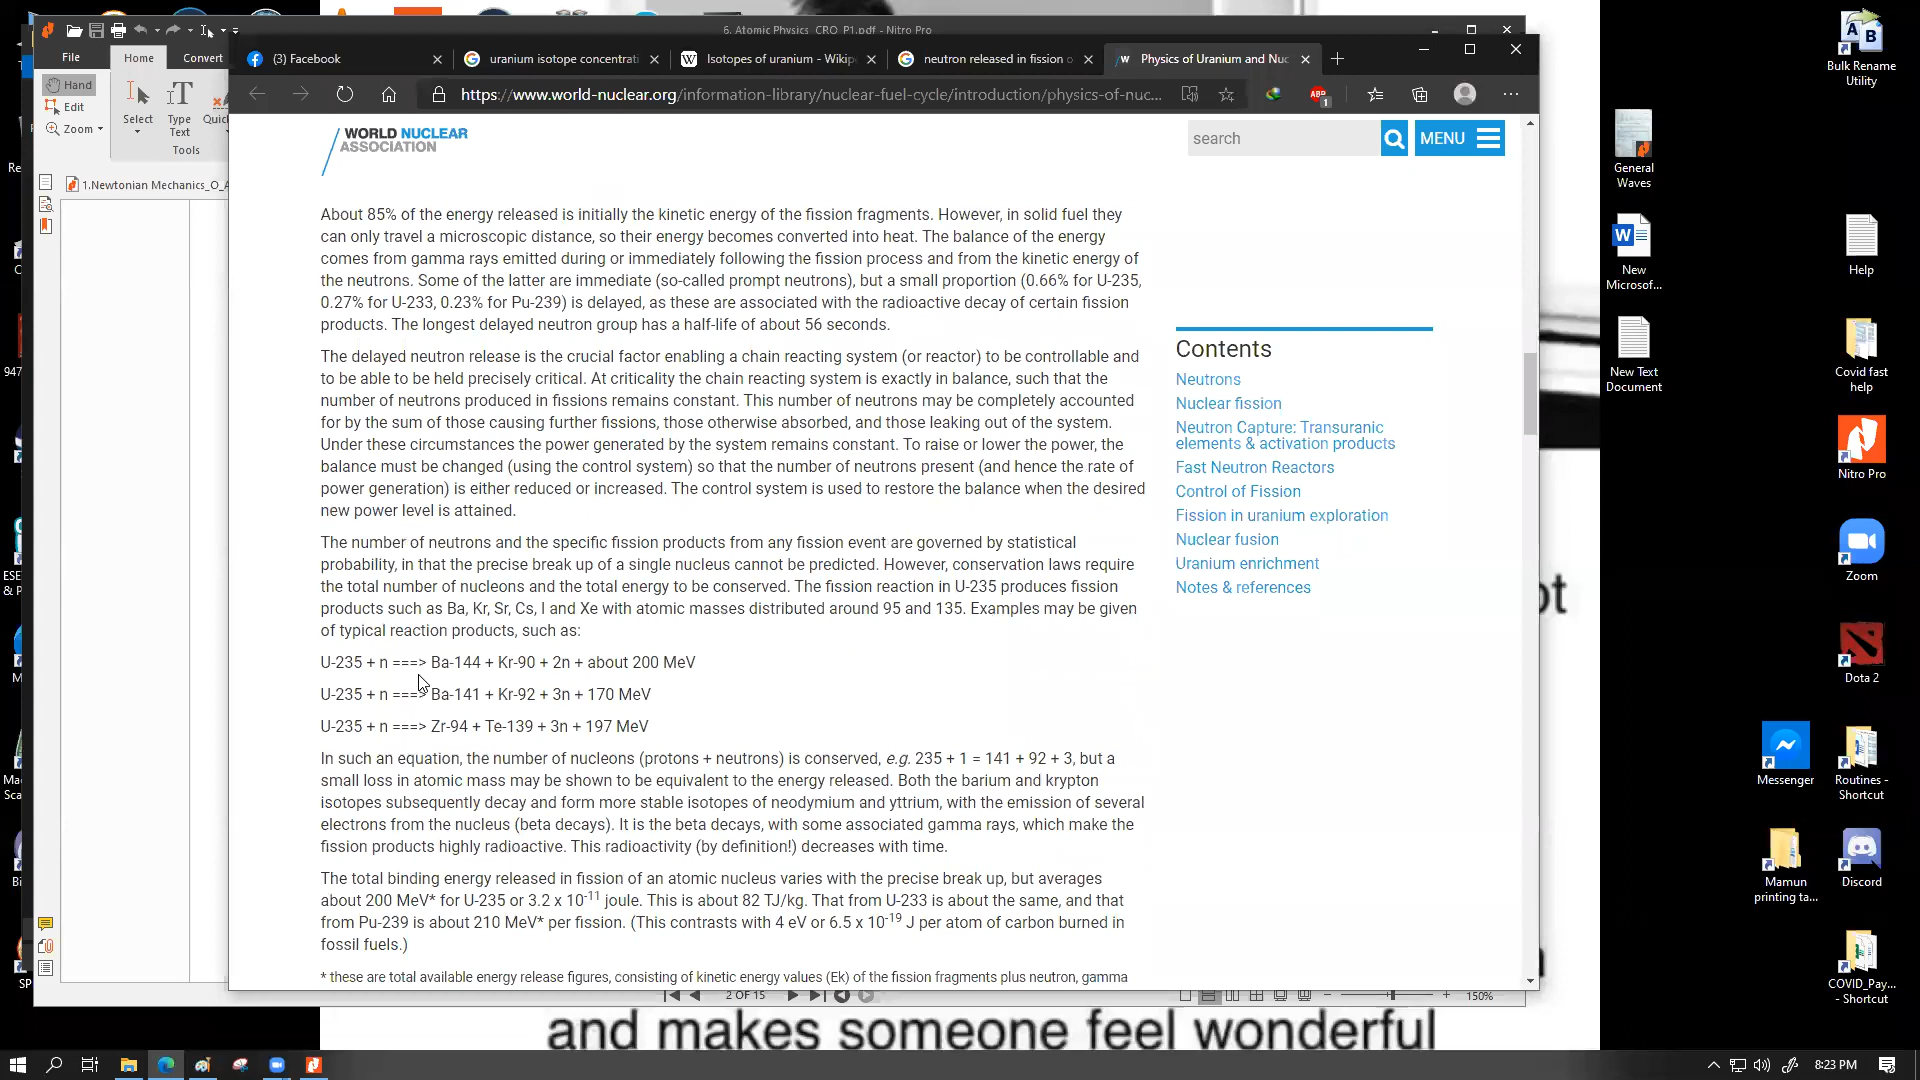 6. Atomic Physics_CRO_P1.pdf - Nitro Pro
File
Home
Convert
Hand
Edit
Zoom
Select
Type
Text
Quick
Tools
1.Newtonian Mechanics_O_A
(3) Facebook
uranium isotope concentrati
Isotopes of uranium - Wikip
neutron released in fission o
Physics of Uranium and Nuc
https://www.world-nuclear.org/information-library/nuclear-fuel-cycle/introduction/physics-of-nuc...
ABP
1
WORLD NUCLEAR
ASSOCIATION
search
MENU
About 85% of the energy released is initially the kinetic energy of the fission fragments. However, in solid fuel they
can only travel a microscopic distance, so their energy becomes converted into heat. The balance of the energy
comes from gamma rays emitted during or immediately following the fission process and from the kinetic energy of
the neutrons. Some of the latter are immediate (so-called prompt neutrons), but a small proportion (0.66% for U-235,
0.27% for U-233, 0.23% for Pu-239) is delayed, as these are associated with the radioactive decay of certain fission
products. The longest delayed neutron group has a half-life of about 56 seconds.
The delayed neutron release is the crucial factor enabling a chain reacting system (or reactor) to be controllable and
to be able to be held precisely critical. At criticality the chain reacting system is exactly in balance, such that the
number of neutrons produced in fissions remains constant. This number of neutrons may be completely accounted
for by the sum of those causing further fissions, those otherwise absorbed, and those leaking out of the system.
Under these circumstances the power generated by the system remains constant. To raise or lower the power, the
balance must be changed (using the control system) so that the number of neutrons present (and hence the rate of
power generation) is either reduced or increased. The control system is used to restore the balance when the desired
new power level is attained.
The number of neutrons and the specific fission products from any fission event are governed by statistical
probability, in that the precise break up of a single nucleus cannot be predicted. However, conservation laws require
the total number of nucleons and the total energy to be conserved. The fission reaction in U-235 produces fission
products such as Ba, Kr, Sr, Cs, I and Xe with atomic masses distributed around 95 and 135. Examples may be given
of typical reaction products, such as:
U-235 + n ===> Ba-144 + Kr-90 + 2n + about 200 MeV
U-235 + n ===> Ba-141 + Kr-92 + 3n + 170 MeV
U-235 + n ===> Zr-94 + Te-139 + 3n + 197 MeV
In such an equation, the number of nucleons (protons + neutrons) is conserved, e.g. 235 + 1 = 141 + 92 + 3, but a
small loss in atomic mass may be shown to be equivalent to the energy released. Both the barium and krypton
isotopes subsequently decay and form more stable isotopes of neodymium and yttrium, with the emission of several
electrons from the nucleus (beta decays). It is the beta decays, with some associated gamma rays, which make the
fission products highly radioactive. This radioactivity (by definition!) decreases with time.
The total binding energy released in fission of an atomic nucleus varies with the precise break up, but averages
about 200 MeV* for U-235 or 3.2 x 10⁻¹¹ joule. This is about 82 TJ/kg. That from U-233 is about the same, and that
from Pu-239 is about 210 MeV* per fission. (This contrasts with 4 eV or 6.5 x 10⁻¹⁹ J per atom of carbon burned in
fossil fuels.)
* these are total available energy release figures, consisting of kinetic energy values (Ek) of the fission fragments plus neutron, gamma
Contents
Neutrons
Nuclear fission
Neutron Capture: Transuranic
elements & activation products
Fast Neutron Reactors
Control of Fission
Fission in uranium exploration
Nuclear fusion
Uranium enrichment
Notes & references
2 OF 15
150%
ot
and makes someone feel wonderful
Bulk Rename
Utility
General
Waves
New
Microsof...
Help
New Text
Document
Covid fast
help
Nitro Pro
Zoom
Dota 2
Messenger
Routines -
Shortcut
Mamun
printing ta...
Discord
COVID_Pay...
- Shortcut
8:23 PM